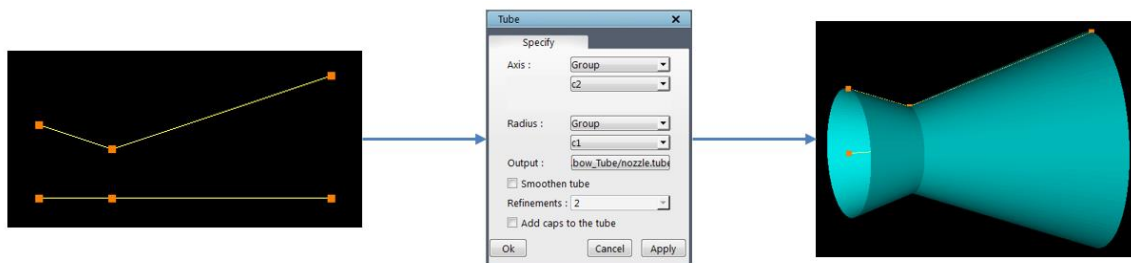 Tube
Specify
Axis : Group
c2
Radius : Group
c1
Output : bow_Tube/nozzle.tube
Smoothen tube
Refinements : 2
Add caps to the tube
Ok Cancel Apply